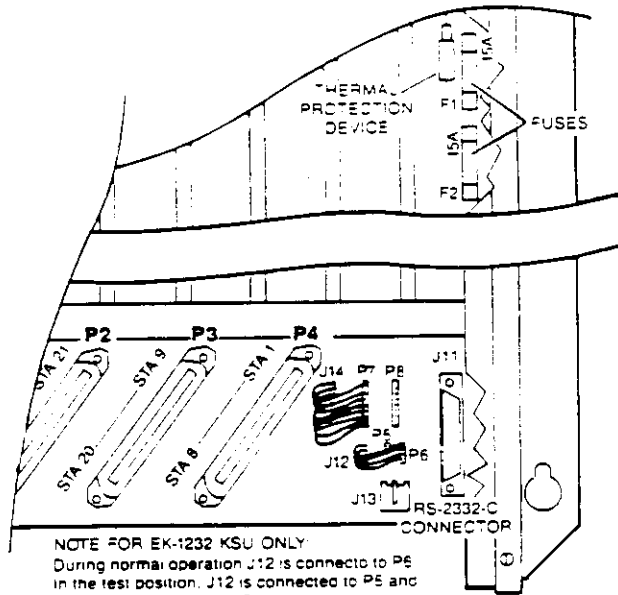 15A
THERMAL
PROTECTION
DEVICE
F1
FUSES
15A
F2
P2
P3
P4
STA 21
STA 9
STA 1
J14
P7
P8
J11
STA 20
STA 8
P5
J12
P6
J13
RS-2332-C
CONNECTOR
NOTE FOR EK-1232 KSU ONLY
During normal operation J12 is connectd to P6
in the test position. J12 is connected to P5 and